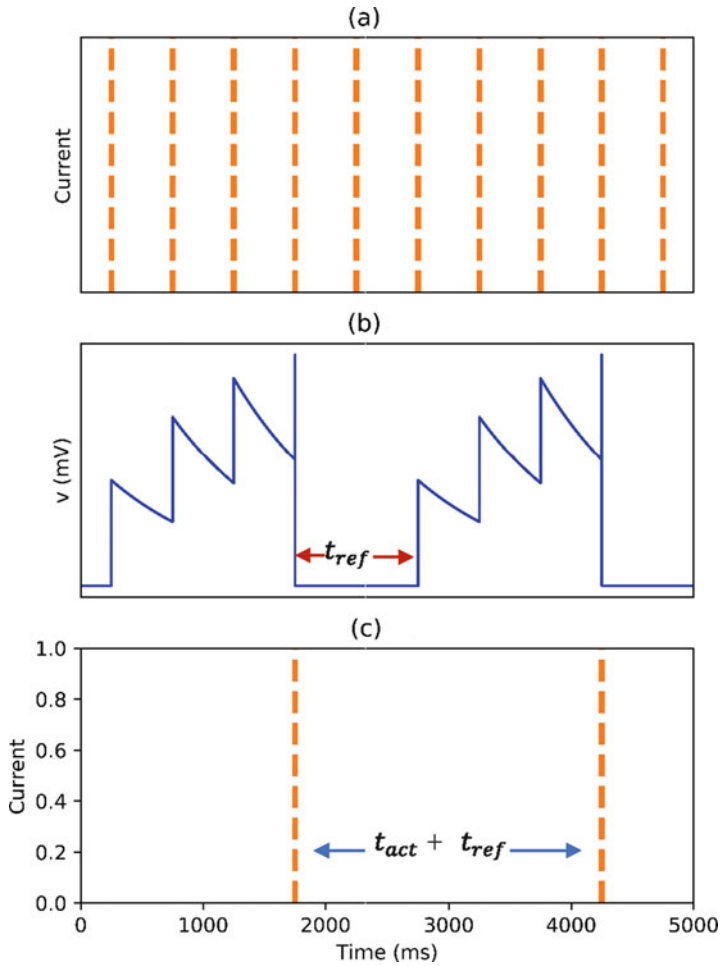 (a)
Current
(b)
v (mV)
t_ref
(c)
Current
1.0
0.8
0.6
0.4
0.2
0.0
t_act + t_ref
0 1000 2000 3000 4000 5000
Time (ms)